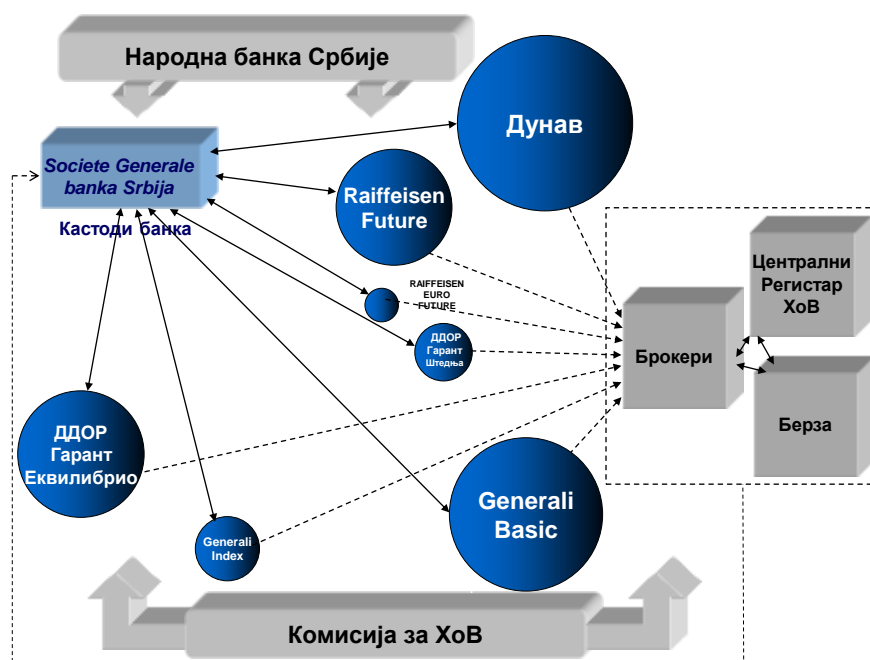 Народна банка Србије
Дунав
Societe Generale
banka Srbija
Кастоди банка
Raiffeisen
Future
RAIFFEISEN
EURO
FUTURE
ДДОР
Гарант
Штедња
Централни
Регистар
ХоВ
Брокери
Берза
ДДОР
Гарант
Еквилибрио
Generali
Basic
Generali
Index
Комисија за ХоВ